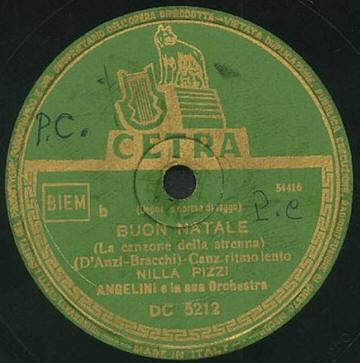 P.C.
CETRA
54416
BIEM
b
P.C
BUON NATALE
(La canzone della strenna)
(D'Anzi-Bracchi)-Canz. ritmo lento
NILLA PIZZI
ANGELINI e la sua Orchestra
DC 5212
MADE IN ITALY